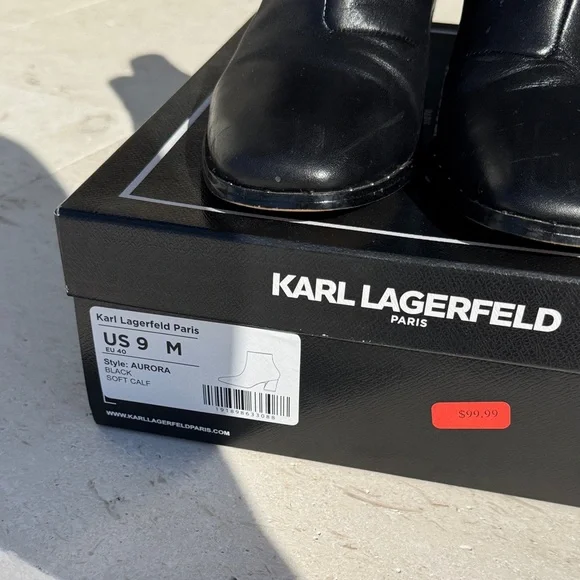 KARL LAGERFELD
PARIS
Karl Lagerfeld Paris
US 9 M
EU 40
Style: AURORA
BLACK
SOFT CALF
191898633088
WWW.KARLLAGERFELDPARIS.COM
$99.99